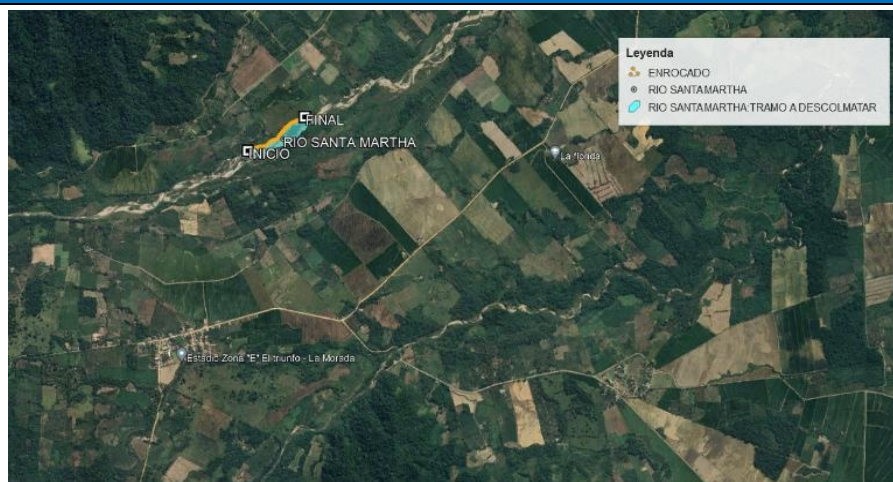 Leyenda
ENROCADO
RIO SANTAMARTHA
RIO SANTAMARTHA TRAMO A DESCOLMATAR
FINAL
RIO SANTA MARTHA
INICIO
La florida
Estadio Zona "E" El triunfo - La Morada